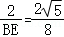 2/BE = 2√5/8